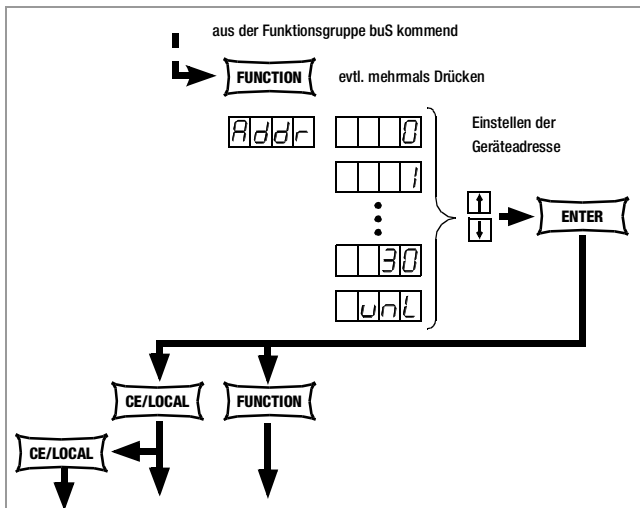 aus der Funktionsgruppe buS kommend
FUNCTION evtl. mehrmals Drücken
Addr 0 Einstellen der
Geräteadresse
1
ENTER
30
unL
CE/LOCAL FUNCTION
CE/LOCAL